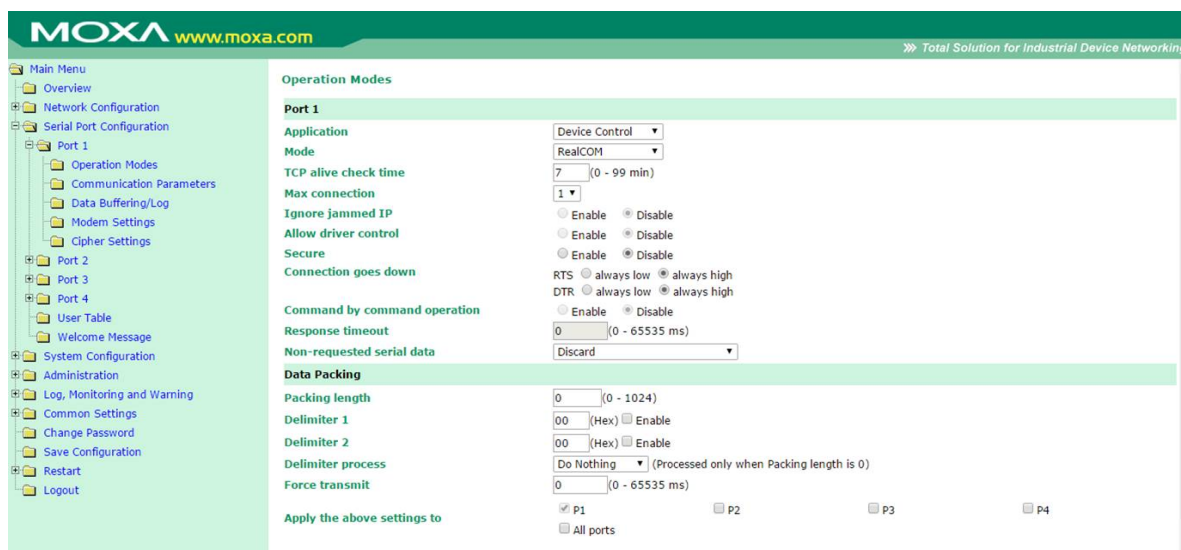 MOXA www.moxa.com
Total Solution for Industrial Device Networking
Main Menu
Overview
Network Configuration
Serial Port Configuration
Port 1
Operation Modes
Communication Parameters
Data Buffering/Log
Modem Settings
Cipher Settings
Port 2
Port 3
Port 4
User Table
Welcome Message
System Configuration
Administration
Log, Monitoring and Warning
Common Settings
Change Password
Save Configuration
Restart
Logout
Operation Modes
Port 1
Application Device Control
Mode RealCOM
TCP alive check time 7 (0 - 99 min)
Max connection 1
Ignore jammed IP Enable Disable
Allow driver control Enable Disable
Secure Enable Disable
Connection goes down RTS always low always high
DTR always low always high
Command by command operation Enable Disable
Response timeout 0 (0 - 65535 ms)
Non-requested serial data Discard
Data Packing
Packing length 0 (0 - 1024)
Delimiter 1 00 (Hex) Enable
Delimiter 2 00 (Hex) Enable
Delimiter process Do Nothing (Processed only when Packing length is 0)
Force transmit 0 (0 - 65535 ms)
Apply the above settings to P1 P2 P3 P4
All ports